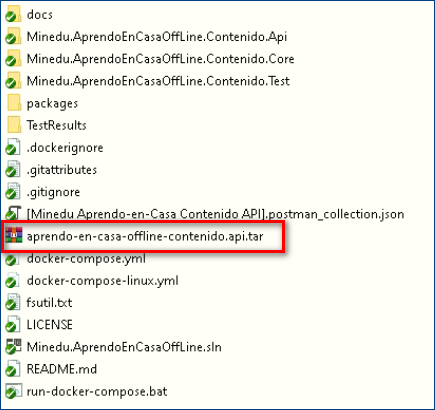 docs
Minedu.AprendoEnCasaOffLine.Contenido.Api
Minedu.AprendoEnCasaOffLine.Contenido.Core
Minedu.AprendoEnCasaOffLine.Contenido.Test
packages
TestResults
.dockerignore
.gitattributes
.gitignore
[Minedu Aprendo-en-Casa Contenido API].postman_collection.json
aprendo-en-casa-offline-contenido.api.tar
docker-compose.yml
docker-compose-linux.yml
fsutil.txt
LICENSE
Minedu.AprendoEnCasaOffLine.sln
README.md
run-docker-compose.bat